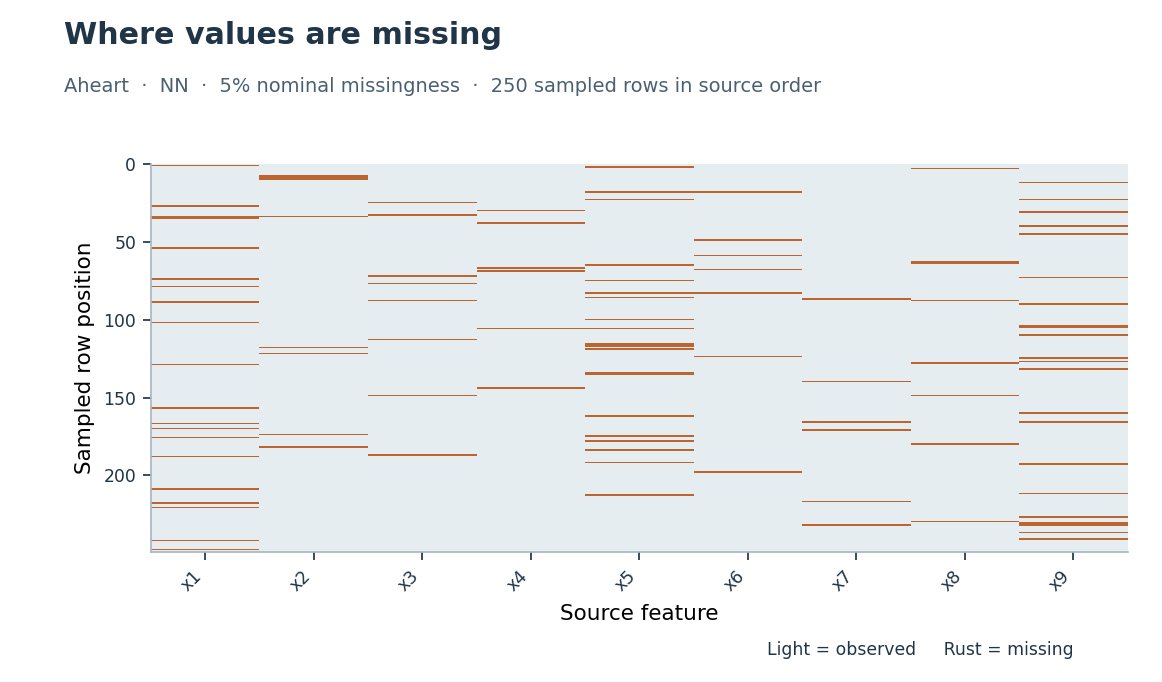 Where values are missing
Aheart · NN · 5% nominal missingness · 250 sampled rows in source order
0
50
100
150
200
Sampled row position
x1 x2 x3 x4 x5 x6 x7 x8 x9
Source feature
Light = observed Rust = missing